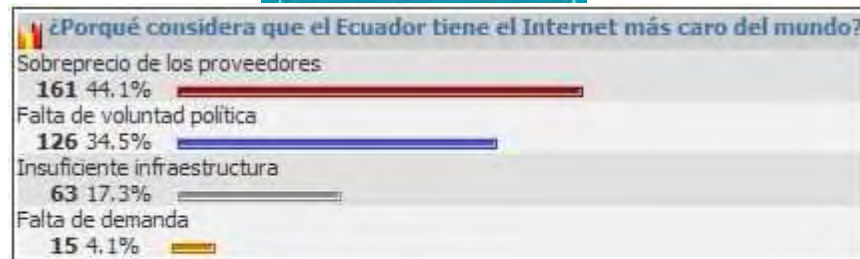 ¿Porqué considera que el Ecuador tiene el Internet más caro del mundo?
Sobreprecio de los proveedores
161 44.1%
Falta de voluntad política
126 34.5%
Insuficiente infraestructura
63 17.3%
Falta de demanda
15 4.1%